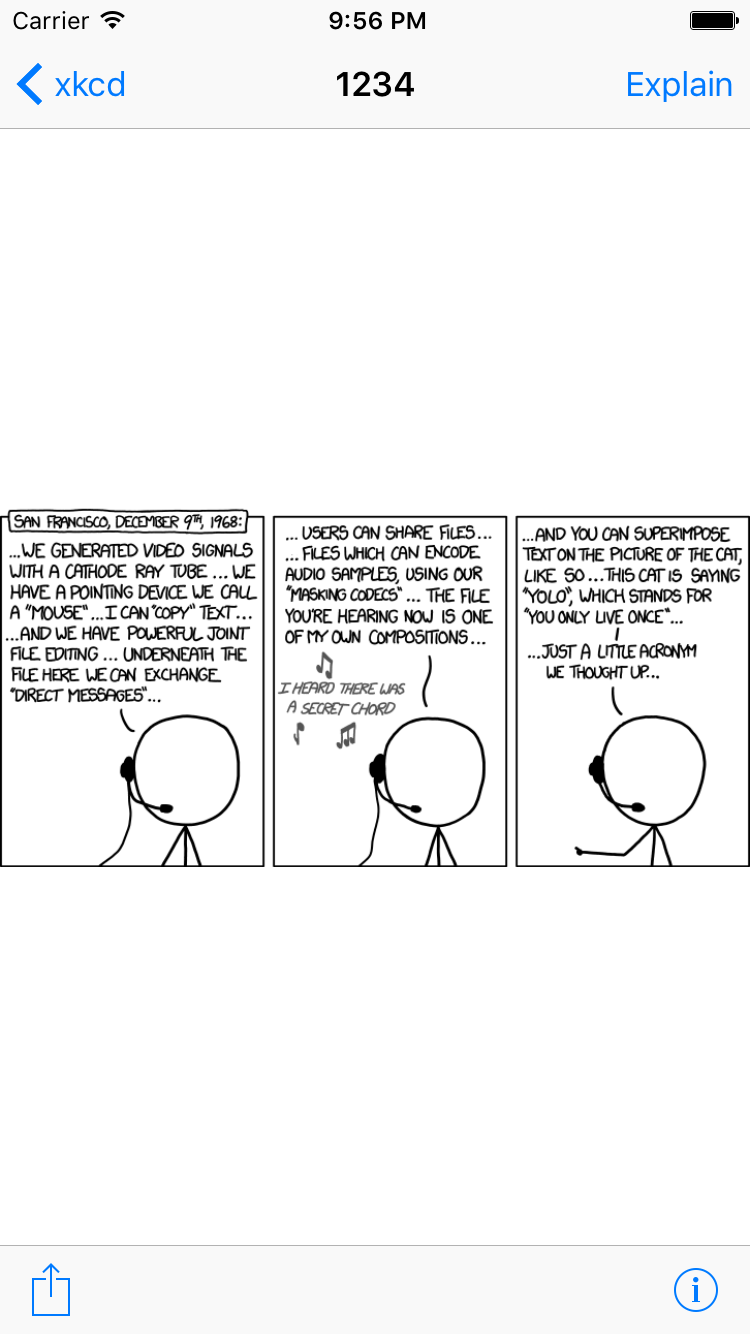 Carrier 9:56 PM
xkcd 1234 Explain
SAN FRANCISCO, DECEMBER 9TH, 1968:
...WE GENERATED VIDEO SIGNALS
WITH A CATHODE RAY TUBE ... WE
HAVE A POINTING DEVICE WE CALL
A "MOUSE"...I CAN "COPY" TEXT...
...AND WE HAVE POWERFUL JOINT
FILE EDITING ... UNDERNEATH THE
FILE HERE WE CAN EXCHANGE
"DIRECT MESSAGES"...
... USERS CAN SHARE FILES...
... FILES WHICH CAN ENCODE
AUDIO SAMPLES, USING OUR
"MASKING CODECS"... THE FILE
YOU'RE HEARING NOW IS ONE
OF MY OWN COMPOSITIONS...
I HEARD THERE WAS
A SECRET CHORD
...AND YOU CAN SUPERIMPOSE
TEXT ON THE PICTURE OF THE CAT,
LIKE SO...THIS CAT IS SAYING
"YOLO", WHICH STANDS FOR
"YOU ONLY LIVE ONCE"...
...JUST A LITTLE ACRONYM
WE THOUGHT UP...